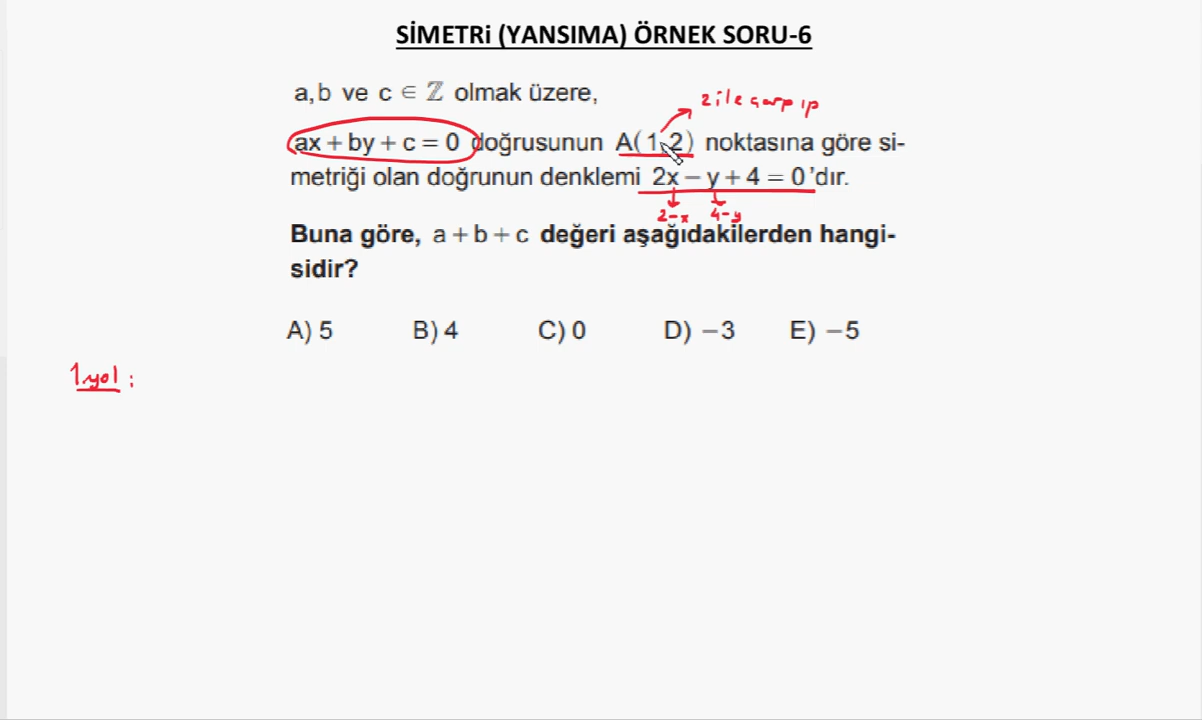 SİMETRi (YANSIMA) ÖRNEK SORU-6
a,b ve c ∈ ℤ olmak üzere,
2 ile çarpıp
ax + by + c = 0 doğrusunun A(1,2) noktasına göre si-
metriği olan doğrunun denklemi 2x − y + 4 = 0'dır.
2-x 4-y
Buna göre, a + b + c değeri aşağıdakilerden hangi-
sidir?
A) 5 B) 4 C) 0 D) −3 E) −5
1.yol :